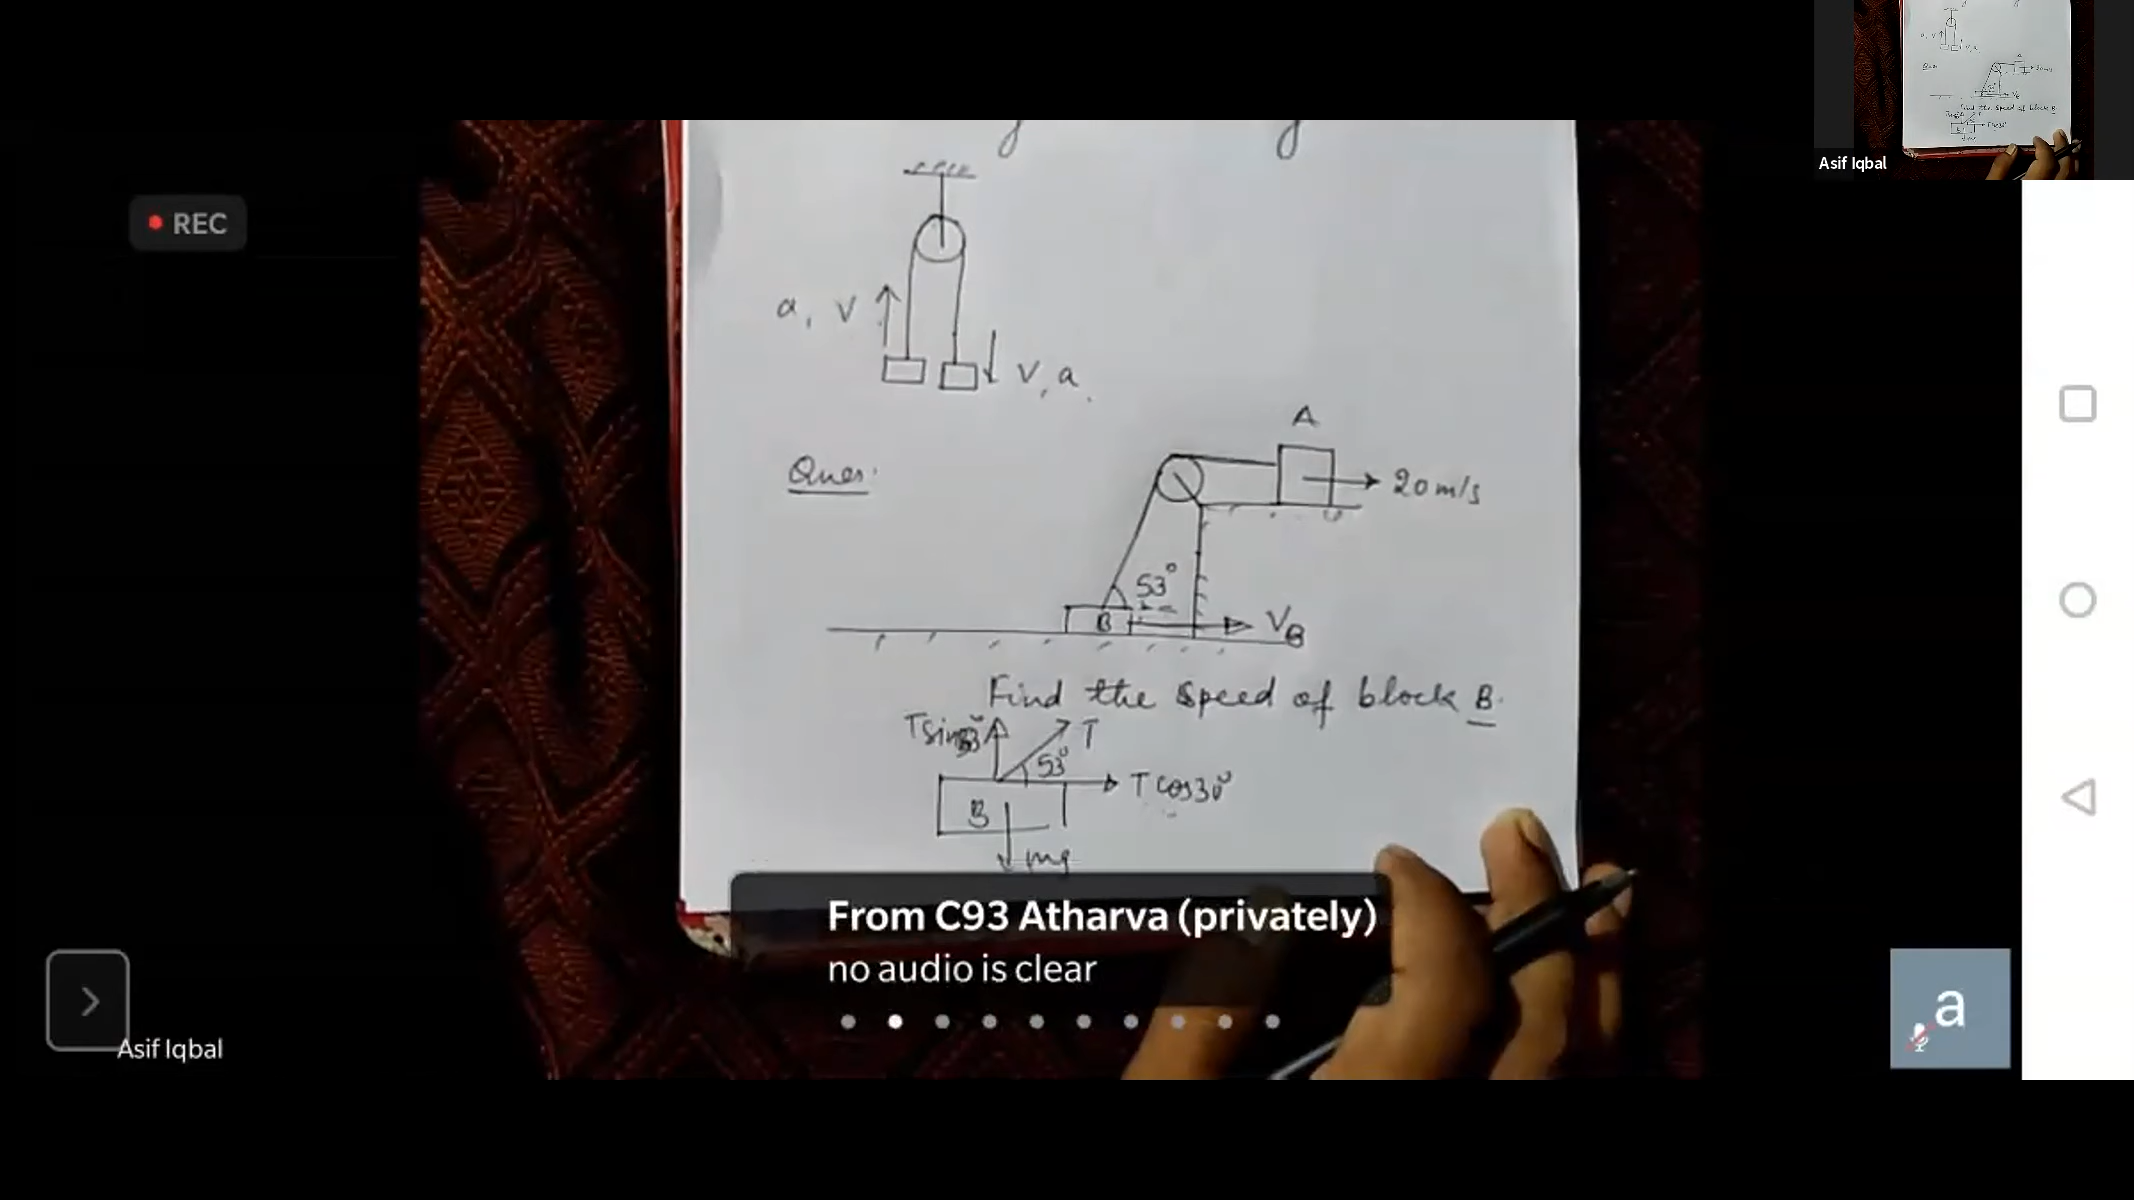 Asif Iqbal
REC
a, v
v, a
Ques.
A
20 m/s
53°
B
VB
Find the speed of block B.
T
53°
B
mg
From C93 Atharva (privately)
no audio is clear
Asif Iqbal
a